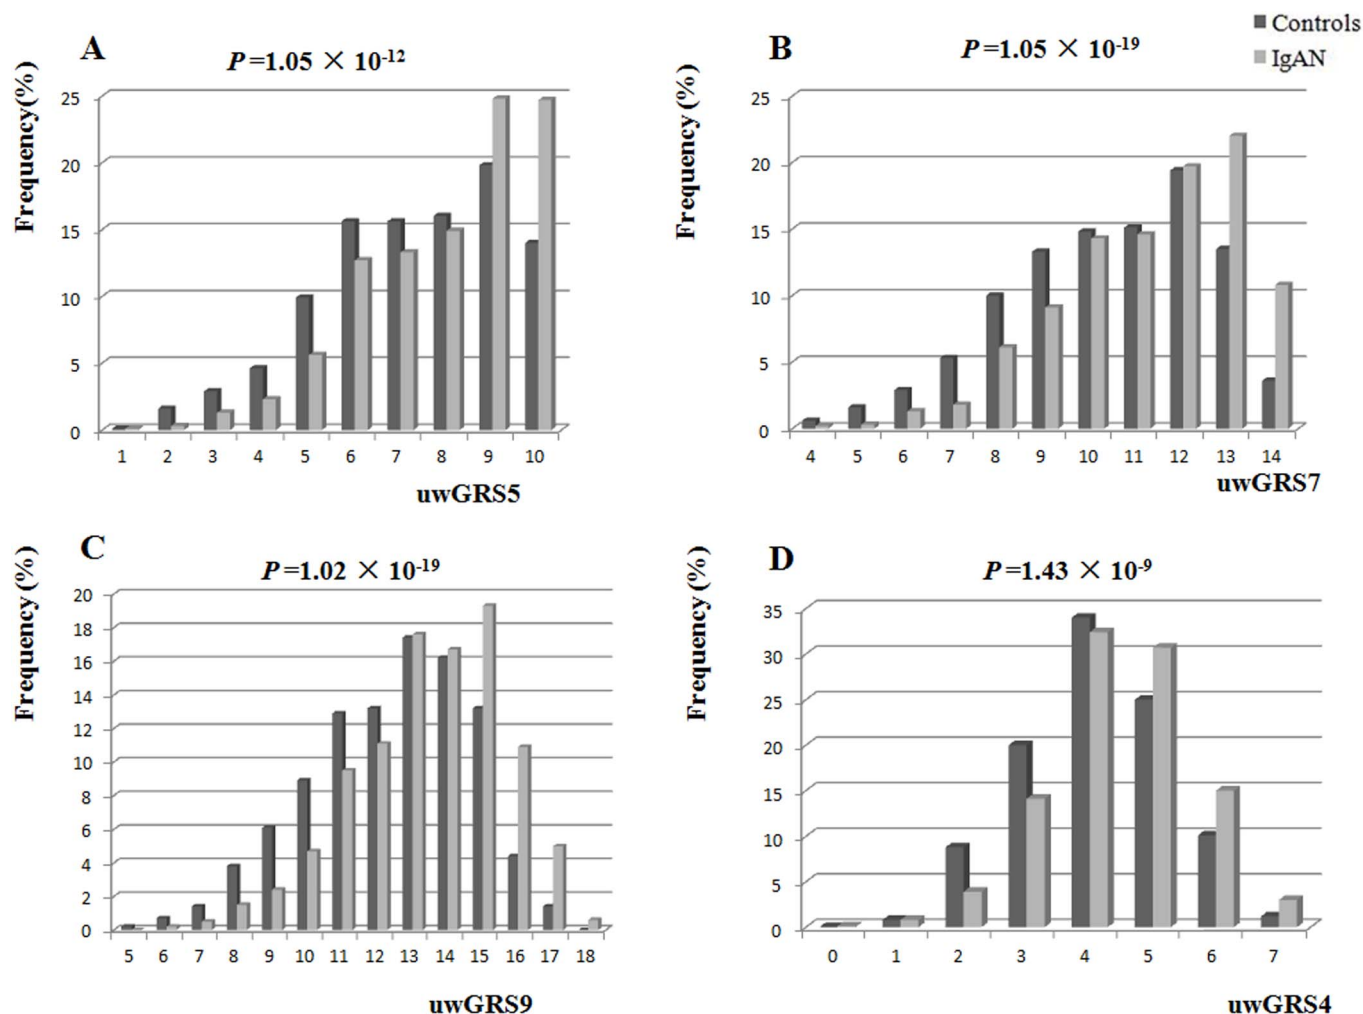 Controls
IgAN
A
P =1.05 × 10-12
Frequency(%)
25
20
15
10
5
0
1 2 3 4 5 6 7 8 9 10
uwGRS5
B
P =1.05 × 10-19
Frequency (%)
25
20
15
10
5
0
4 5 6 7 8 9 10 11 12 13 14
uwGRS7
C
P =1.02 × 10-19
Frequency (%)
20
18
16
14
12
10
8
6
4
2
0
5 6 7 8 9 10 11 12 13 14 15 16 17 18
uwGRS9
D
P =1.43 × 10-9
Frequency (%)
35
30
25
20
15
10
5
0
0 1 2 3 4 5 6 7
uwGRS4